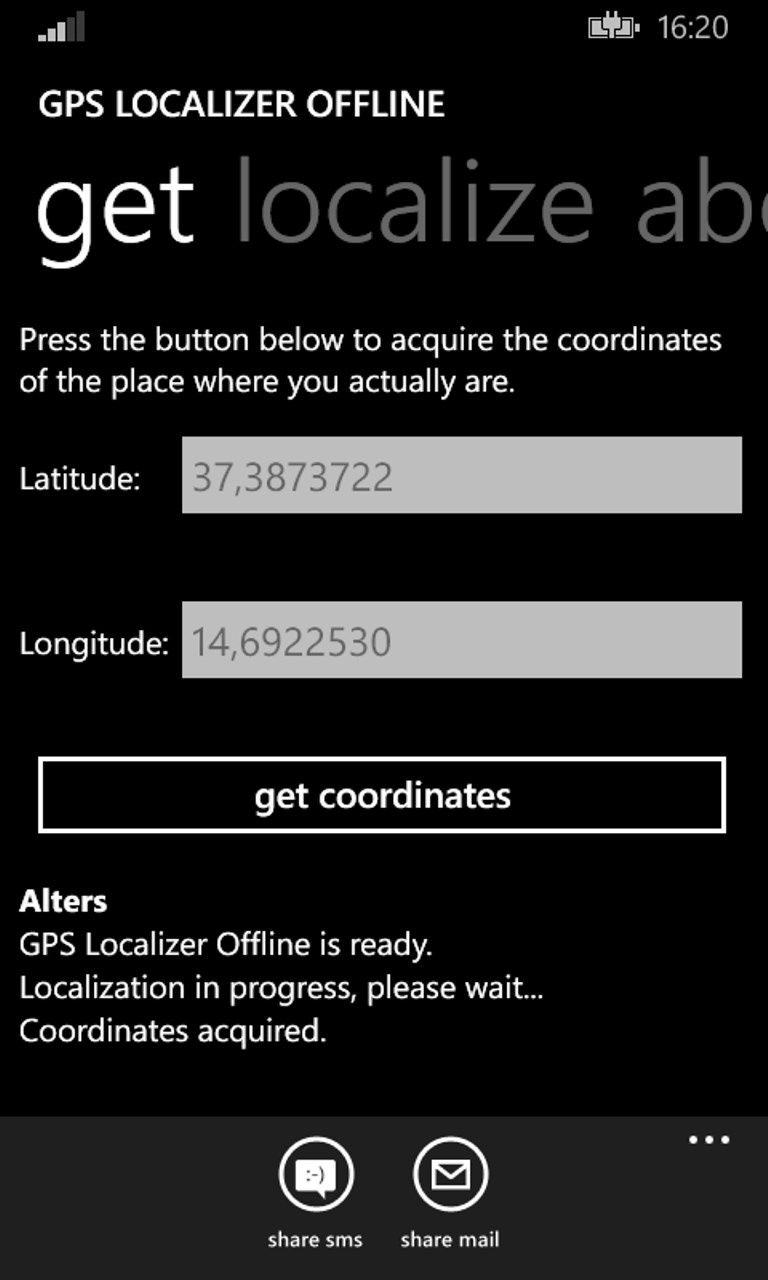 16:20
GPS LOCALIZER OFFLINE
get localize abo
Press the button below to acquire the coordinates
of the place where you actually are.
Latitude: 37,3873722
Longitude: 14,6922530
get coordinates
Alters
GPS Localizer Offline is ready.
Localization in progress, please wait...
Coordinates acquired.
:-)
share sms share mail